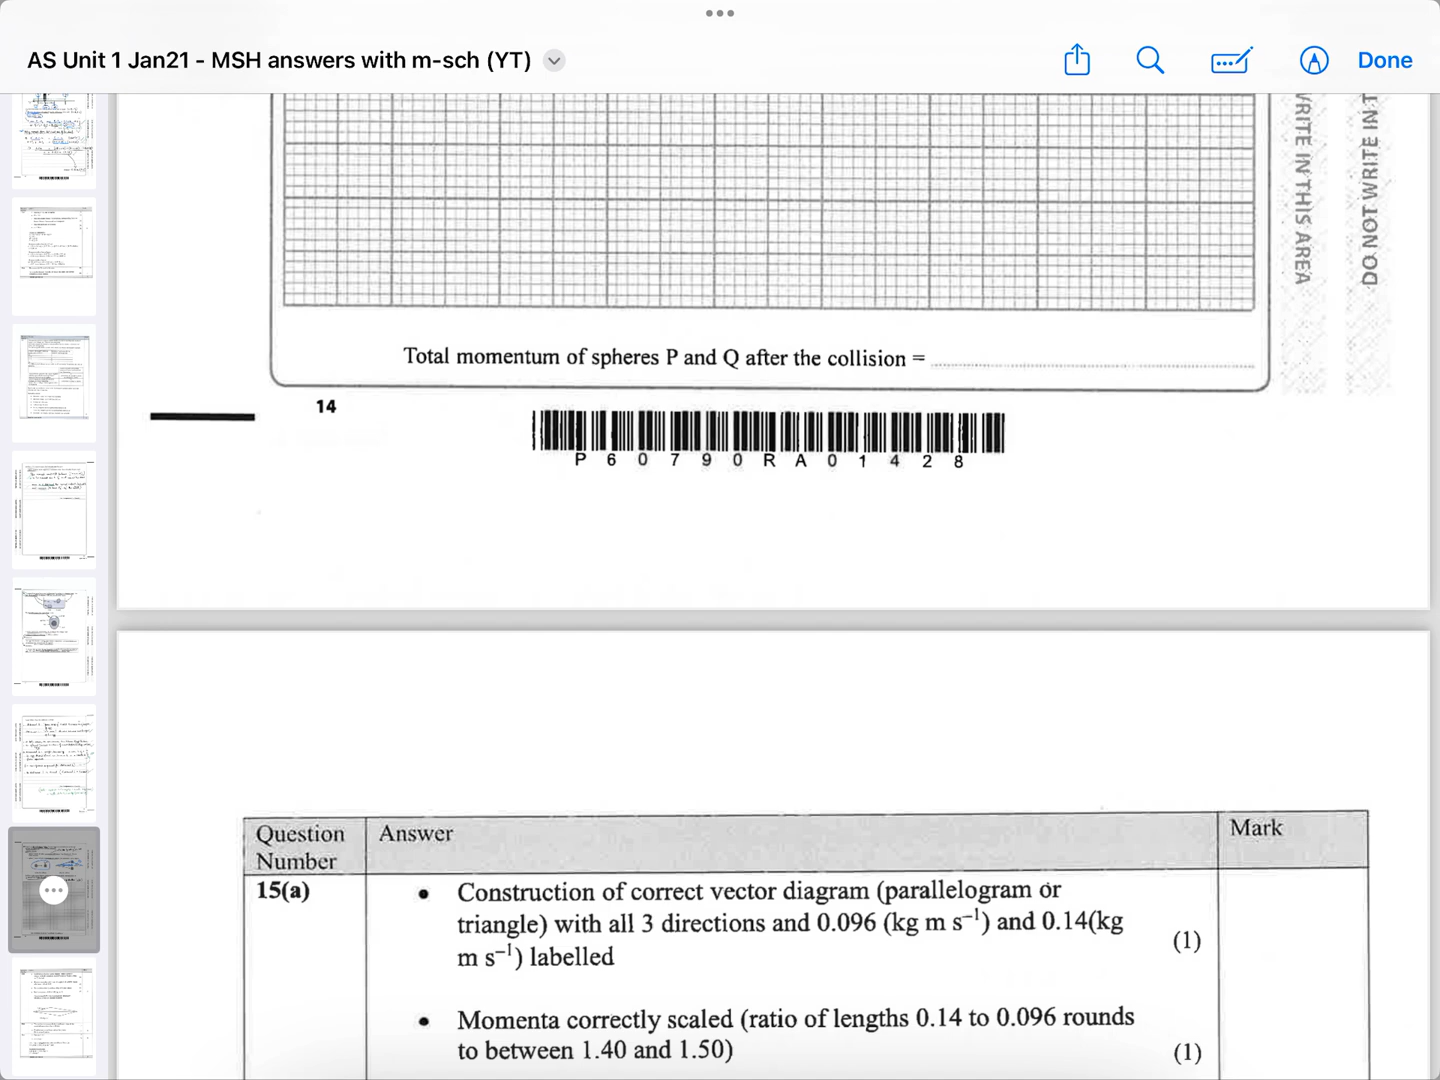 AS Unit 1 Jan21 - MSH answers with m-sch (YT)
Done
WRITE IN THIS AREA
DO NOT WRITE IN T
Total momentum of spheres P and Q after the collision =
14
P 6 0 7 9 0 R A 0 1 4 2 8
Question Number
Answer
Mark
15(a)
• Construction of correct vector diagram (parallelogram or
triangle) with all 3 directions and 0.096 (kg m s⁻¹) and 0.14(kg
m s⁻¹) labelled
(1)
• Momenta correctly scaled (ratio of lengths 0.14 to 0.096 rounds
to between 1.40 and 1.50)
(1)